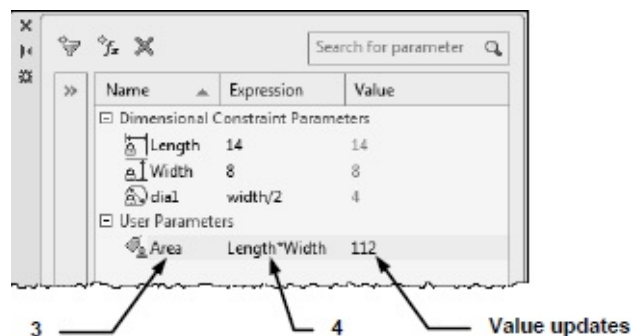 Search for parameter
Name Expression Value
Dimensional Constraint Parameters
Length 14 14
Width 8 8
dia1 width/2 4
User Parameters
Area Length*Width 112
3 4 Value updates